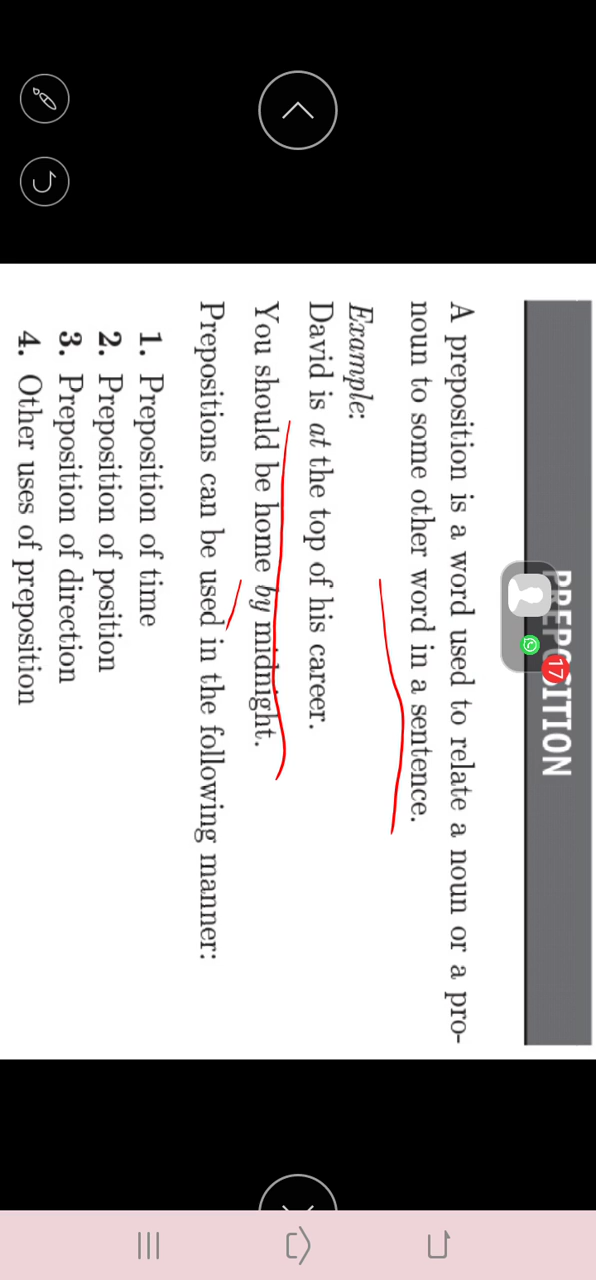 PREPOSITION
17
A preposition is a word used to relate a noun or a pro-
noun to some other word in a sentence.
Example:
David is at the top of his career.
You should be home by midnight.
Prepositions can be used in the following manner:
1. Preposition of time
2. Preposition of position
3. Preposition of direction
4. Other uses of preposition